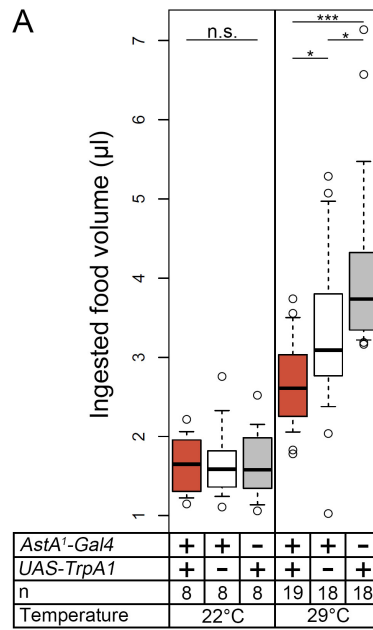 A
Ingested food volume (µl)
7
6
5
4
3
2
1
n.s.
***
*
*
AstA¹-Gal4 + + − + + −
UAS-TrpA1 + − + + − +
n 8 8 8 19 18 18
Temperature 22°C 29°C